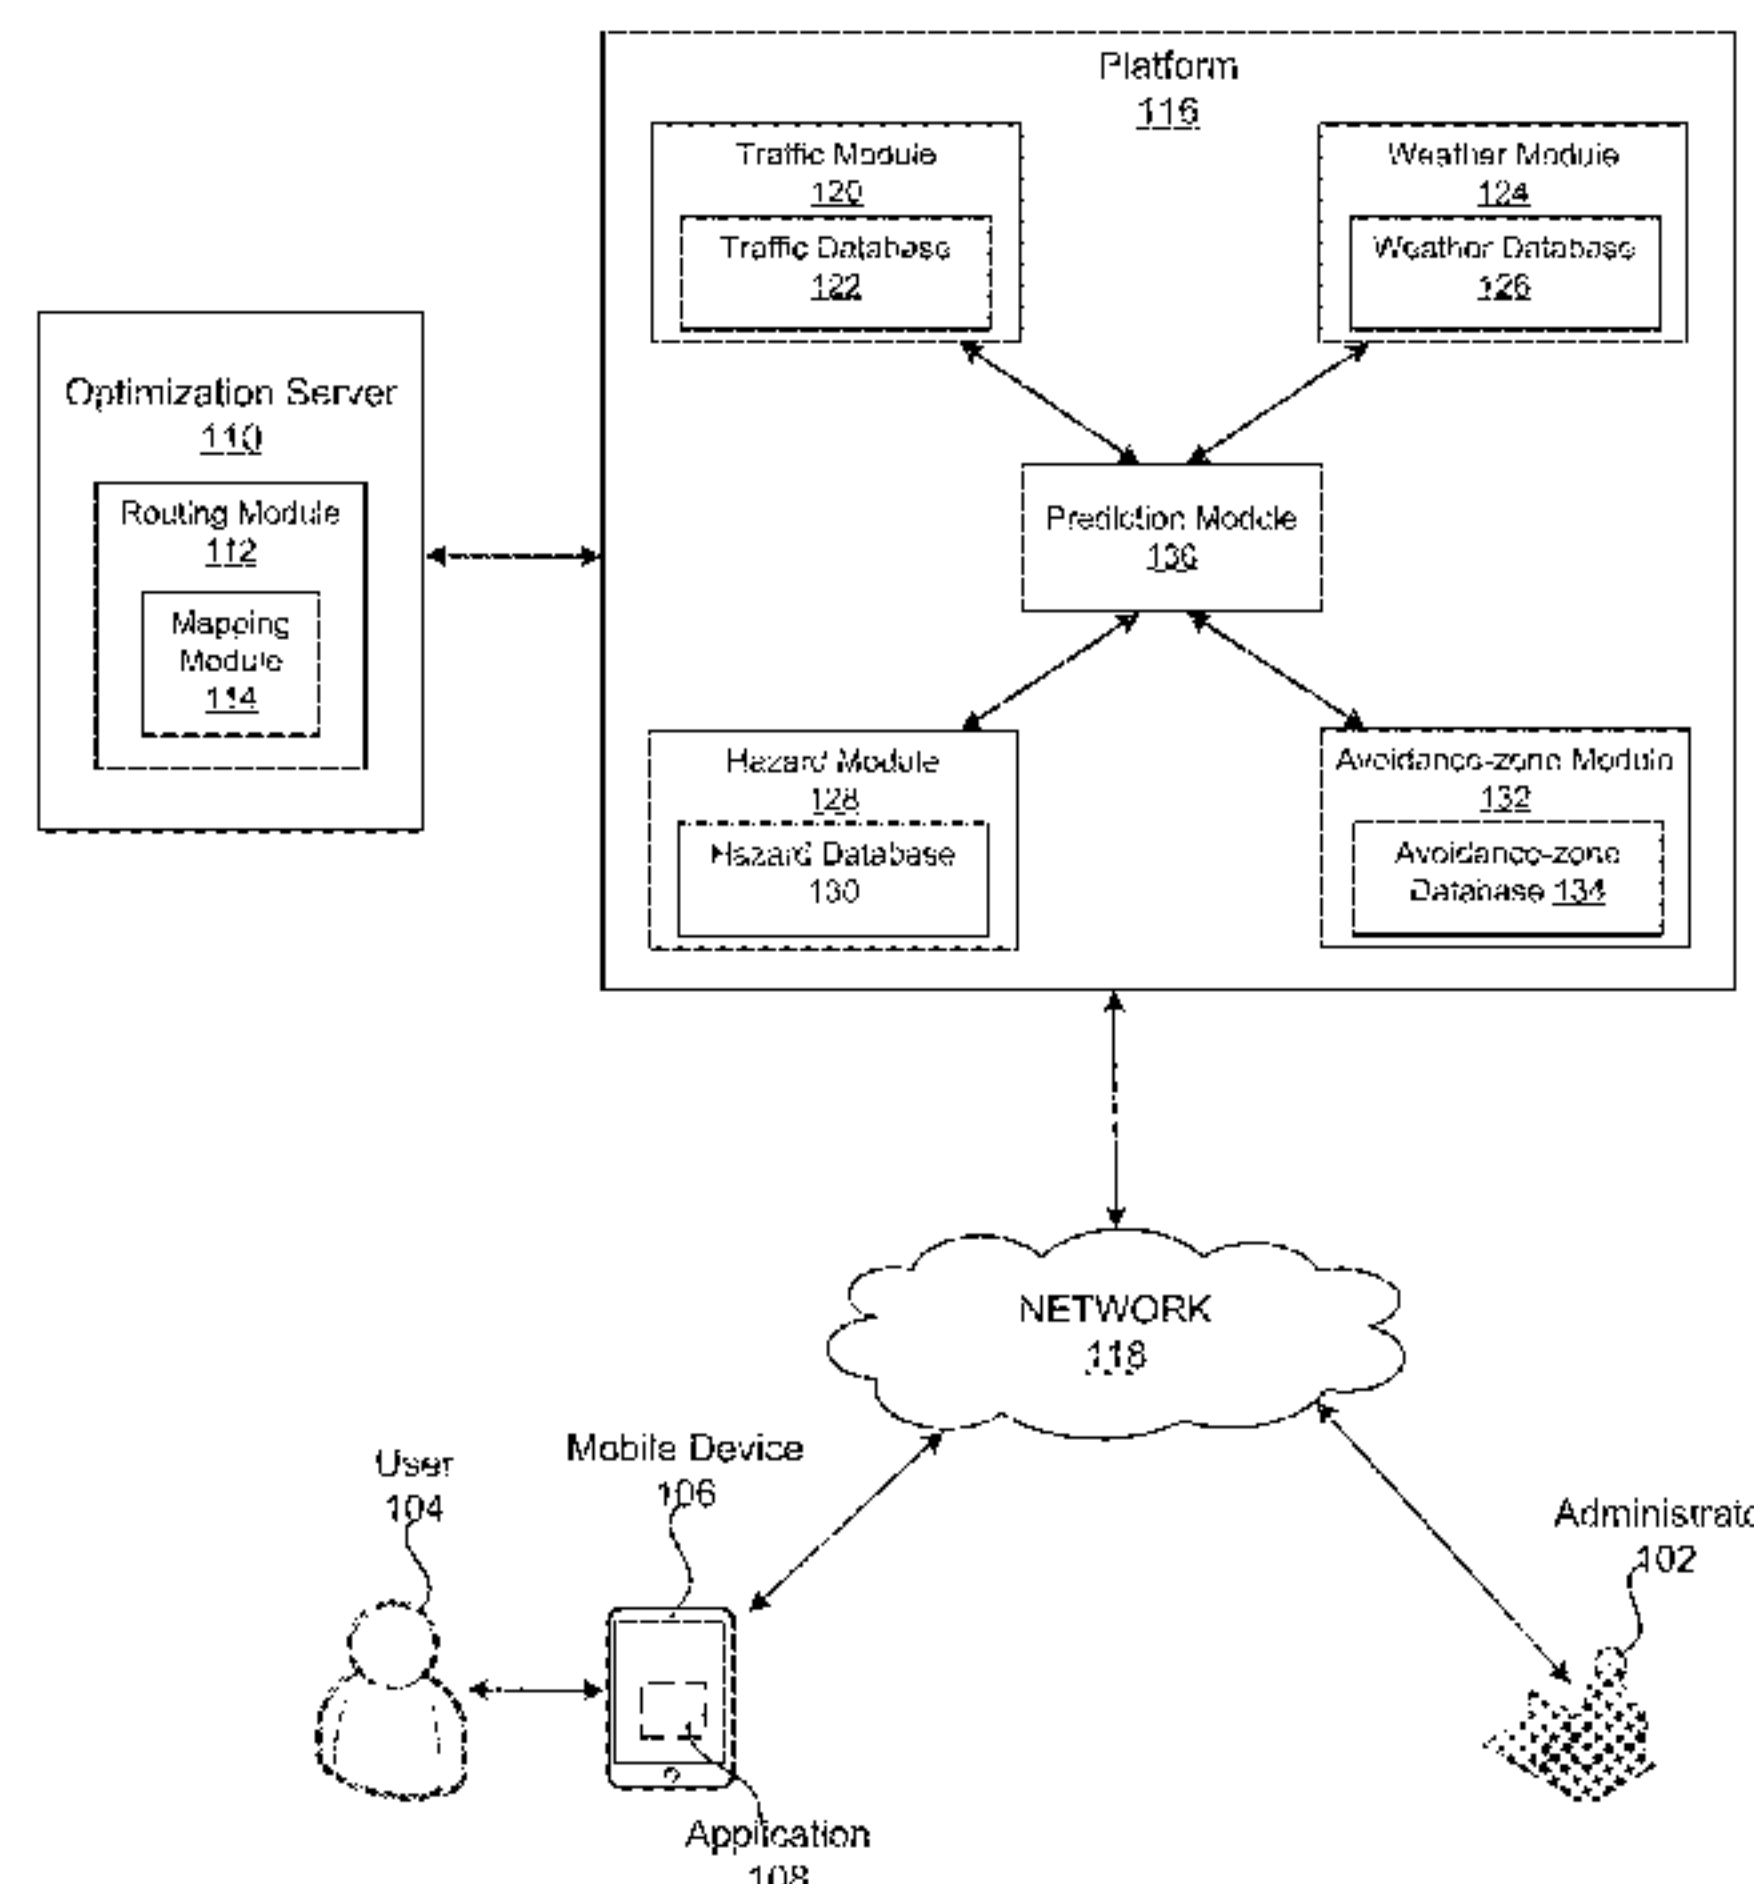 Platform
116
Traffic Module
120
Traffic Database
122
Weather Module
124
Weather Database
126
Optimization Server
110
Routing Module
112
Mapping
Module
114
Prediction Module
136
Hazard Module
128
Hazard Database
130
Avoidance-zone Module
132
Avoidance-zone
Database 134
NETWORK
118
User
104
Mobile Device
106
Administrato
102
Application
108